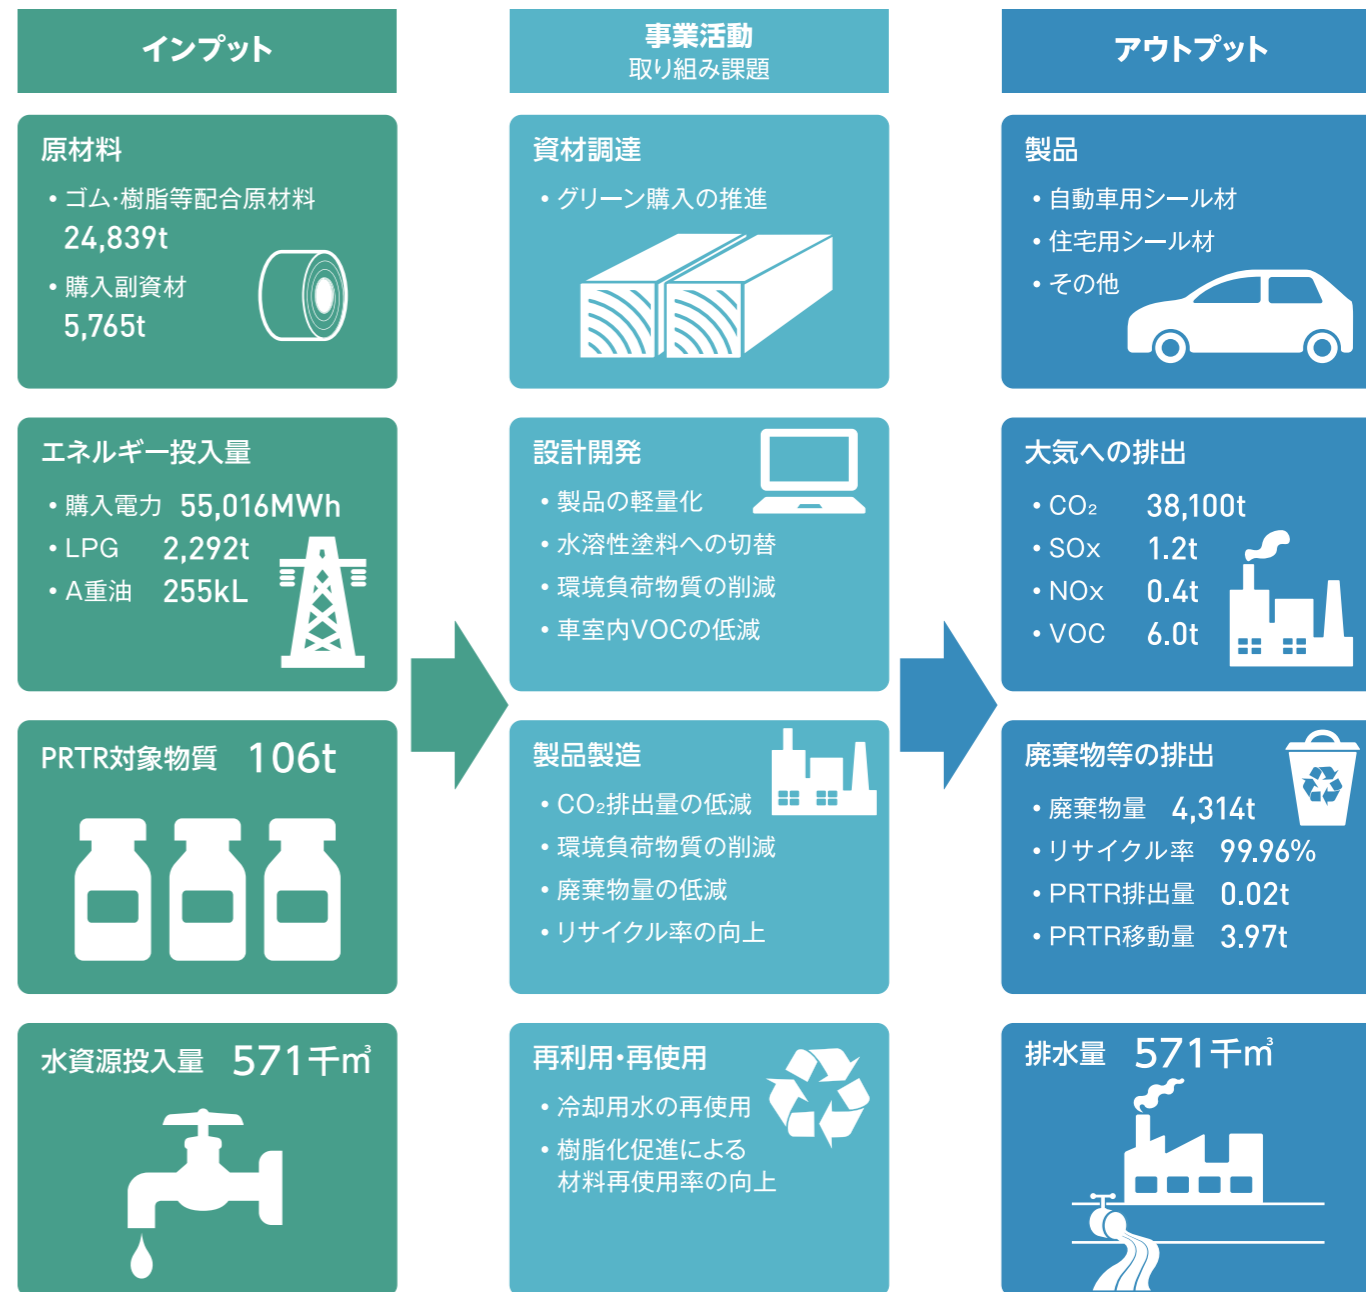 インプット
原材料
・ゴム・樹脂等配合原材料
24,839t
・購入副資材
5,765t
エネルギー投入量
・購入電力 55,016MWh
・LPG 2,292t
・A重油 255kL
PRTR対象物質 106t
水資源投入量 571千㎥
事業活動
取り組み課題
資材調達
・グリーン購入の推進
設計開発
・製品の軽量化
・水溶性塗料への切替
・環境負荷物質の削減
・車室内VOCの低減
製品製造
・CO₂排出量の低減
・環境負荷物質の削減
・廃棄物量の低減
・リサイクル率の向上
再利用・再使用
・冷却用水の再使用
・樹脂化促進による
材料再使用率の向上
アウトプット
製品
・自動車用シール材
・住宅用シール材
・その他
大気への排出
・CO₂ 38,100t
・SOx 1.2t
・NOx 0.4t
・VOC 6.0t
廃棄物等の排出
・廃棄物量 4,314t
・リサイクル率 99.96%
・PRTR排出量 0.02t
・PRTR移動量 3.97t
排水量 571千㎥